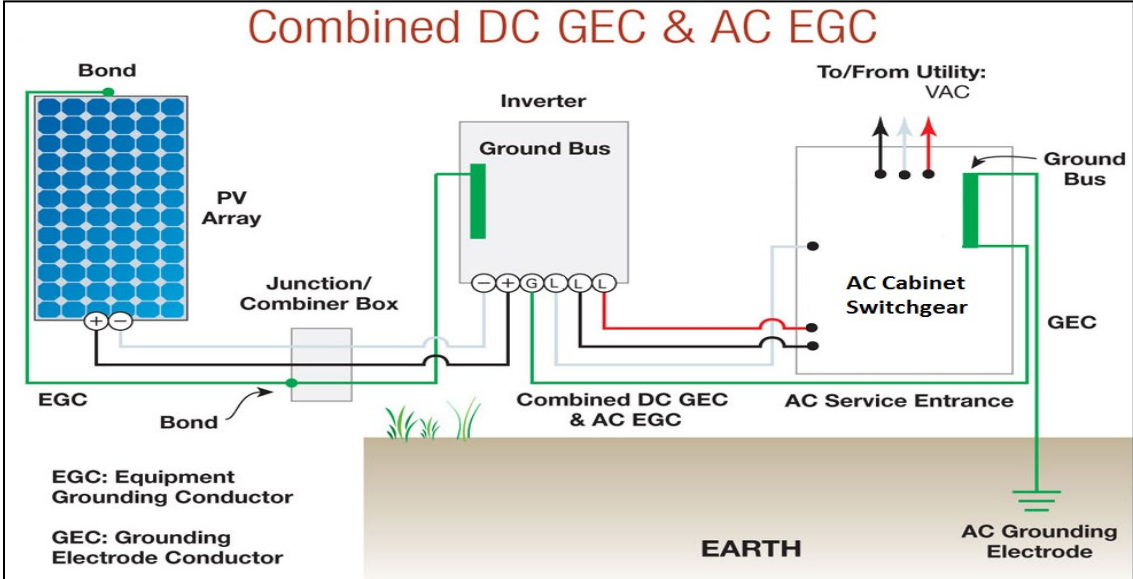 Combined DC GEC & AC EGC
Bond
To/From Utility:
VAC
Inverter
Ground Bus
Ground
Bus
PV
Array
Junction/
Combiner Box
− + G L L L
AC Cabinet
Switchgear
+ −
GEC
EGC
Combined DC GEC
& AC EGC
AC Service Entrance
Bond
EGC: Equipment
Grounding Conductor
GEC: Grounding
Electrode Conductor
AC Grounding
Electrode
EARTH